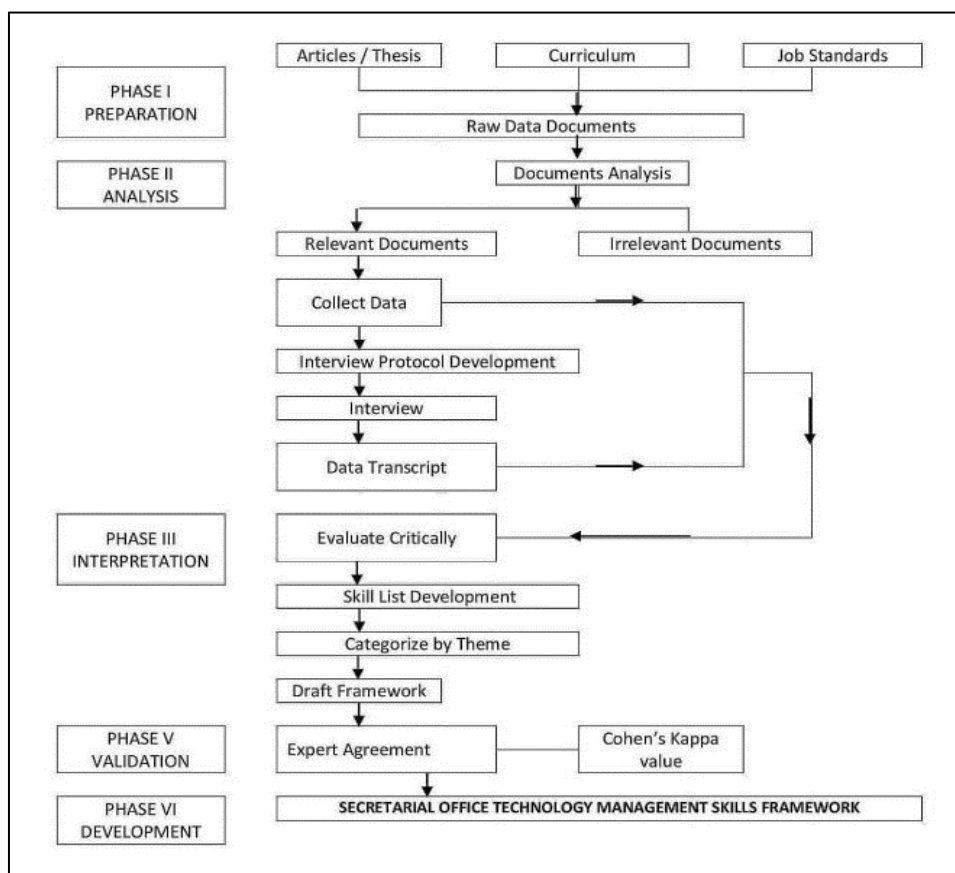 Articles / Thesis
Curriculum
Job Standards
PHASE I
PREPARATION
Raw Data Documents
PHASE II
ANALYSIS
Documents Analysis
Relevant Documents
Irrelevant Documents
Collect Data
Interview Protocol Development
Interview
Data Transcript
PHASE III
INTERPRETATION
Evaluate Critically
Skill List Development
Categorize by Theme
Draft Framework
PHASE V
VALIDATION
Expert Agreement
Cohen's Kappa
value
PHASE VI
DEVELOPMENT
SECRETARIAL OFFICE TECHNOLOGY MANAGEMENT SKILLS FRAMEWORK